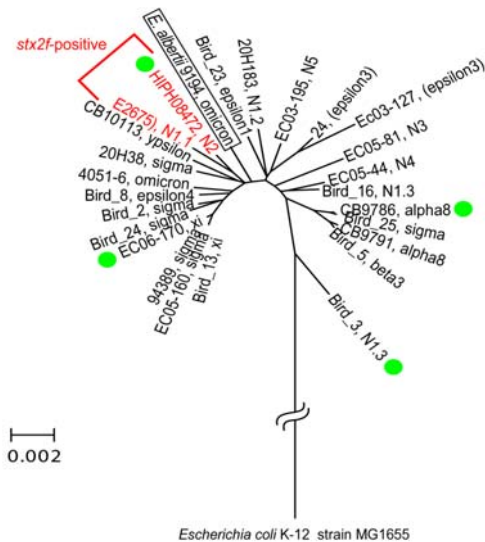 stx2f-positive
HIPH08472, N2
E2675), N1.1
E. albertii 9194, omicron
Bird_23, epsilon1
20H183, N1.2
EC03-195, N5
24, (epsilon3)
Ec03-127, (epsilon3)
EC05-81, N3
EC05-44, N4
Bird_16, N1.3
CB9786, alpha8
Bird_25, sigma
CB9791, alpha8
Bird_5, beta3
Bird_3, N1.3
CB10113, ypsilon
20H38, sigma
4051-6, omicron
Bird_8, epsilon4
Bird_2, sigma
Bird_24, sigma
EC06-170, xi
94389, sigma
EC05-160, sigma
Bird_13, xi
0.002
Escherichia coli K-12 strain MG1655